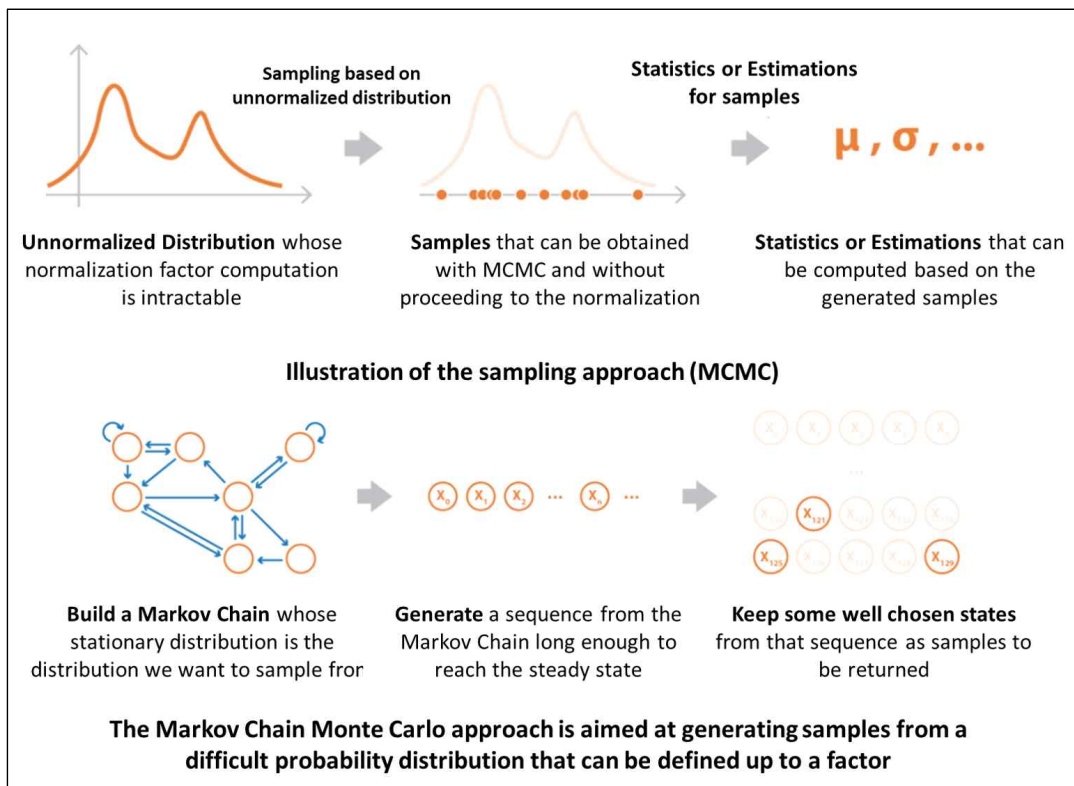 Sampling based on
unnormalized distribution
Statistics or Estimations
for samples
μ , σ , ...
Unnormalized Distribution whose
normalization factor computation
is intractable
Samples that can be obtained
with MCMC and without
proceeding to the normalization
Statistics or Estimations that can
be computed based on the
generated samples
Illustration of the sampling approach (MCMC)
X₀ X₁ X₂ ... Xₙ ...
...
X₁₂₁
X₁₂₅ X₁₂₉
Build a Markov Chain whose
stationary distribution is the
distribution we want to sample fror
Generate a sequence from the
Markov Chain long enough to
reach the steady state
Keep some well chosen states
from that sequence as samples to
be returned
The Markov Chain Monte Carlo approach is aimed at generating samples from a
difficult probability distribution that can be defined up to a factor